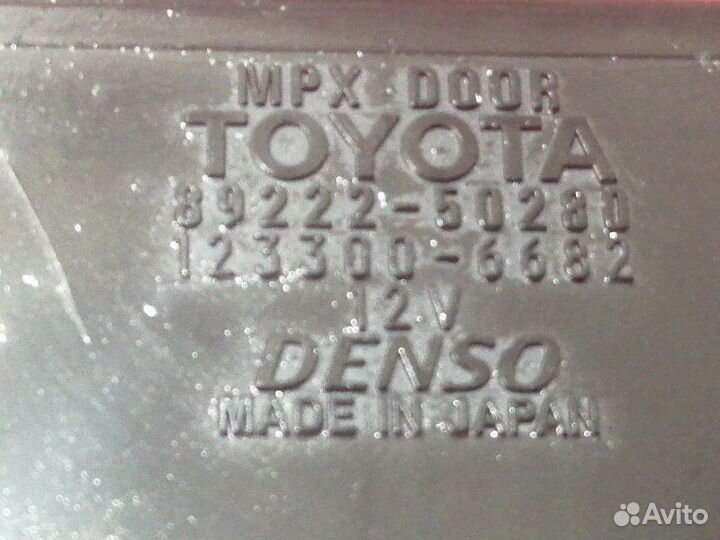 MPX DOOR
TOYOTA
89222-50280
123300-6682
12V
DENSO
MADE IN JAPAN
Avito